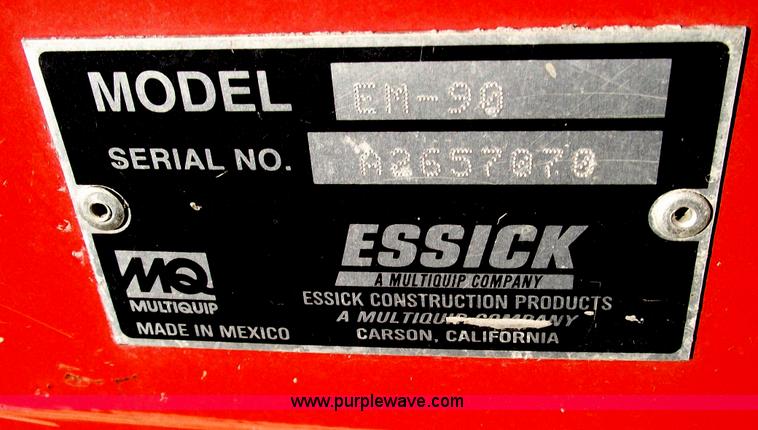 MODEL EM-90
SERIAL NO. A2657070
MQ
MULTIQUIP
MADE IN MEXICO
ESSICK
A MULTIQUIP COMPANY
ESSICK CONSTRUCTION PRODUCTS
A MULTIQUIP COMPANY
CARSON, CALIFORNIA
www.purplewave.com